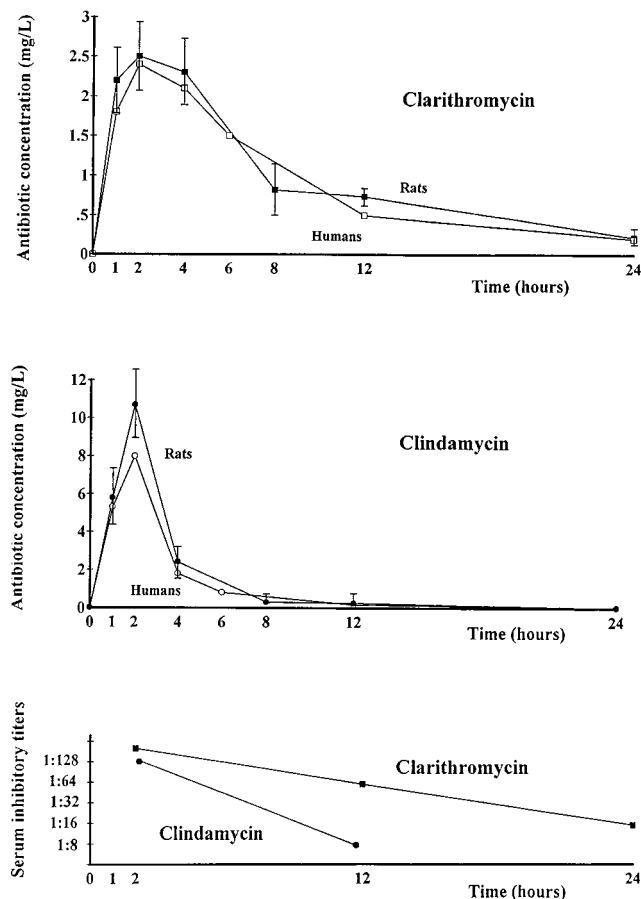 Antibiotic concentration (mg/L)
3
2.5
2
1.5
1
.5
0
Clarithromycin
Rats
Humans
0 1 2 4 6 8 12 24
Time (hours)
Antibiotic concentration (mg/L)
12
10
8
6
4
2
0
Clindamycin
Rats
Humans
0 1 2 4 6 8 12 24
Time (hours)
Serum inhibitory titers
1:128
1:64
1:32
1:16
1:8
Clarithromycin
Clindamycin
0 1 2 12 24
Time (hours)